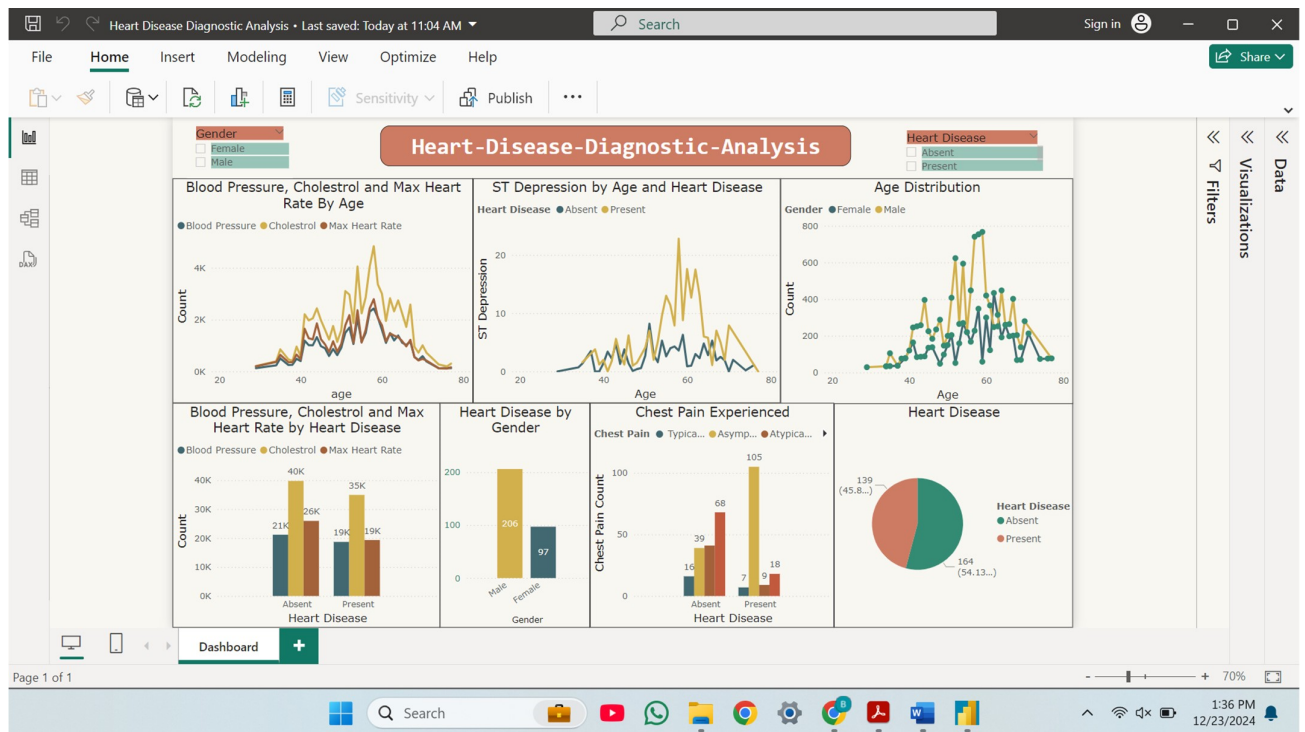 Heart Disease Diagnostic Analysis • Last saved: Today at 11:04 AM
Search
Sign in
File Home Insert Modeling View Optimize Help
Share
Sensitivity
Publish
Gender
Female
Male
Heart-Disease-Diagnostic-Analysis
Heart Disease
Absent
Present
Filters
Visualizations
Data
Blood Pressure, Cholestrol and Max Heart
Rate By Age
Blood Pressure Cholestrol Max Heart Rate
Count
4K
2K
0K
20 40 60 80
age
ST Depression by Age and Heart Disease
Heart Disease Absent Present
ST Depression
20
10
0
20 40 60 80
Age
Age Distribution
Gender Female Male
Count
800
600
400
200
0
20 40 60 80
Age
Blood Pressure, Cholestrol and Max
Heart Rate by Heart Disease
Blood Pressure Cholestrol Max Heart Rate
Count
40K
30K
20K
10K
0K
21K 40K 26K
19K 35K 19K
Absent Present
Heart Disease
Heart Disease by
Gender
200
100
0
206
97
Male Female
Gender
Chest Pain Experienced
Chest Pain Typica... Asymp... Atypica...
Chest Pain Count
100
50
0
16 39 68
7 105 9 18
Absent Present
Heart Disease
Heart Disease
139
(45.8...)
164
(54.13...)
Heart Disease
Absent
Present
Dashboard
+
Page 1 of 1
- + 70%
DAX
Search
B
1:36 PM
12/23/2024